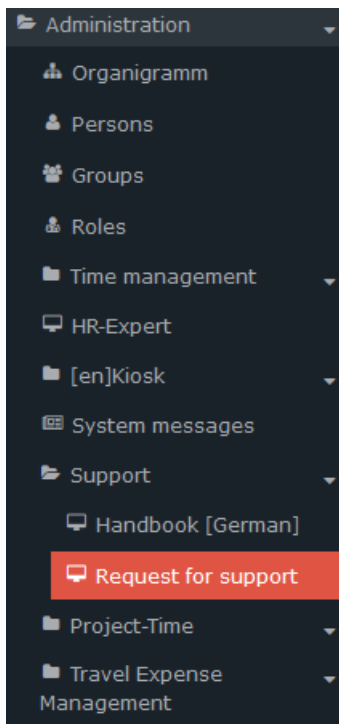 Administration
Organigramm
Persons
Groups
Roles
Time management
HR-Expert
[en]Kiosk
System messages
Support
Handbook [German]
Request for support
Project-Time
Travel Expense
Management